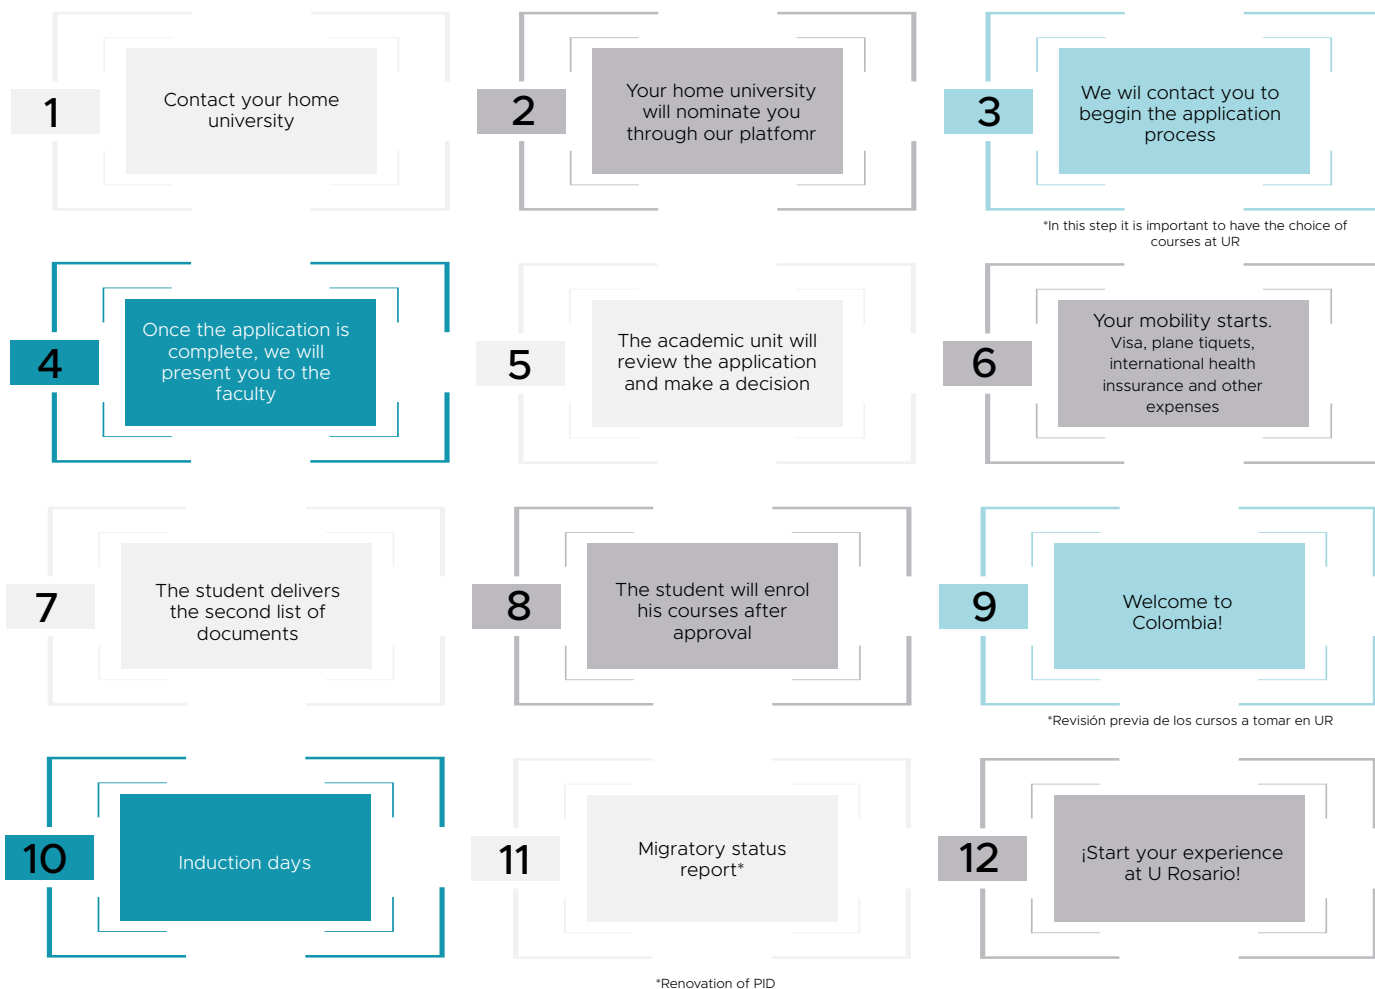 1
Contact your home
university
2
Your home university
will nominate you
through our platfomr
3
We wil contact you to
beggin the application
process
*In this step it is important to have the choice of
courses at UR
4
Once the application is
complete, we will
present you to the
faculty
5
The academic unit will
review the application
and make a decision
6
Your mobility starts.
Visa, plane tiquets,
international health
inssurance and other
expenses
7
The student delivers
the second list of
documents
8
The student will enrol
his courses after
approval
9
Welcome to
Colombia!
*Revisión previa de los cursos a tomar en UR
10
Induction days
11
Migratory status
report*
12
¡Start your experience
at U Rosario!
*Renovation of PID